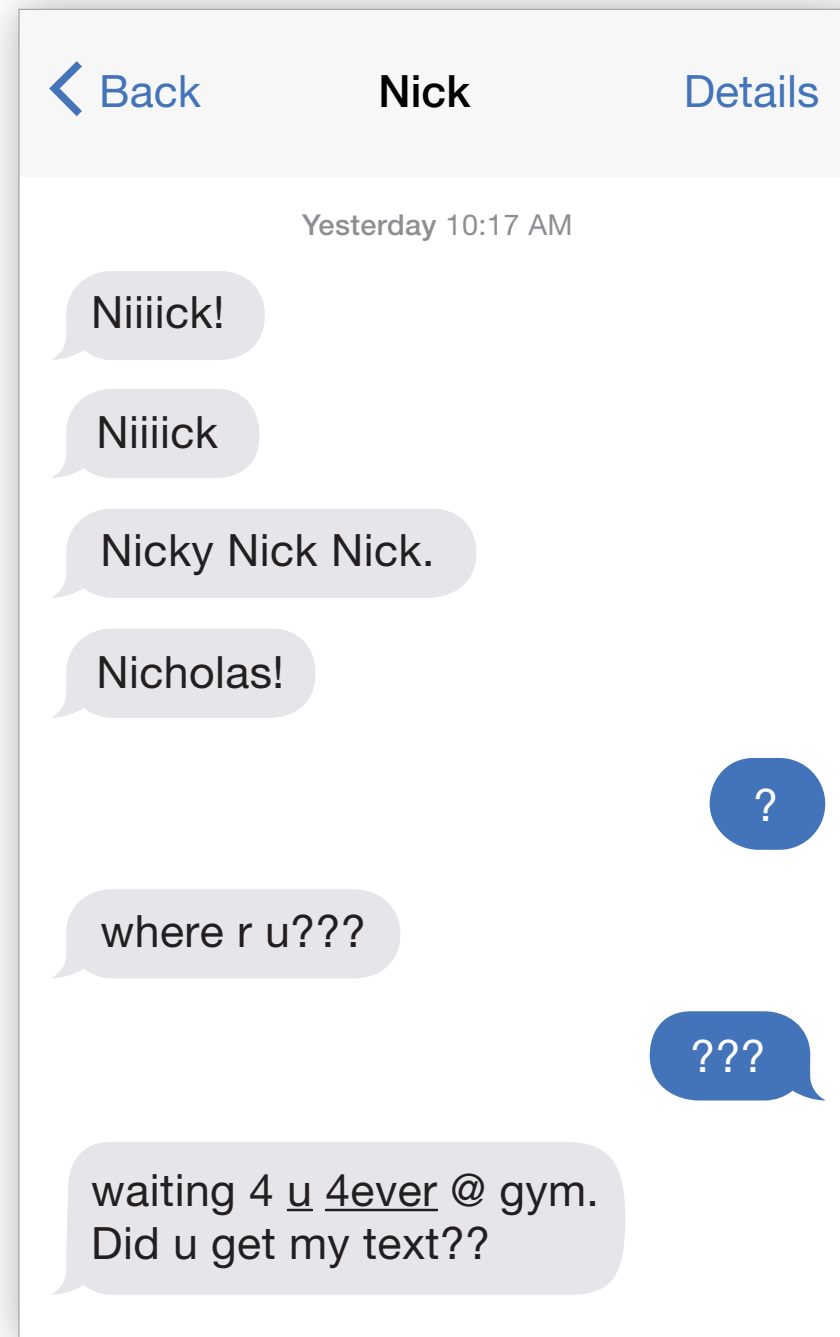 Back Nick Details
Yesterday 10:17 AM
Niiiick!
Niiiick
Nicky Nick Nick.
Nicholas!
?
where r u???
???
waiting 4 u 4ever @ gym.
Did u get my text??